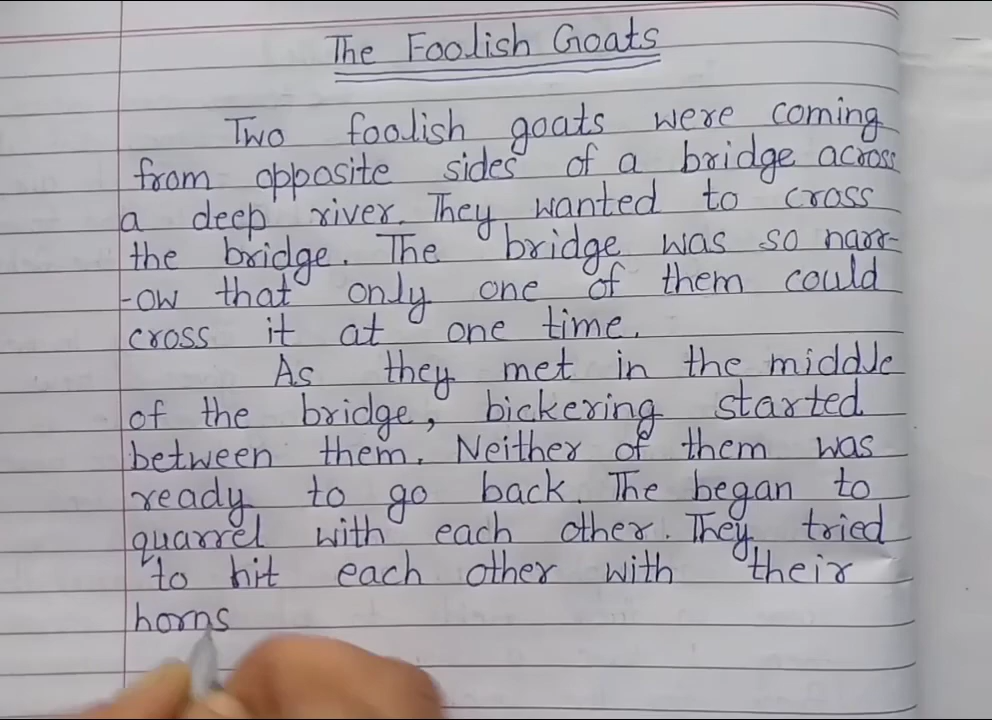 The Foolish Goats
Two foolish goats were coming
from opposite sides of a bridge across
a deep river. They wanted to cross
the bridge. The bridge was so narr-
-ow that only one of them could
cross it at one time.
As they met in the middle
of the bridge, bickering started
between them. Neither of them was
ready to go back. The began to
quarrel with each other. They tried
to hit each other with their
horns